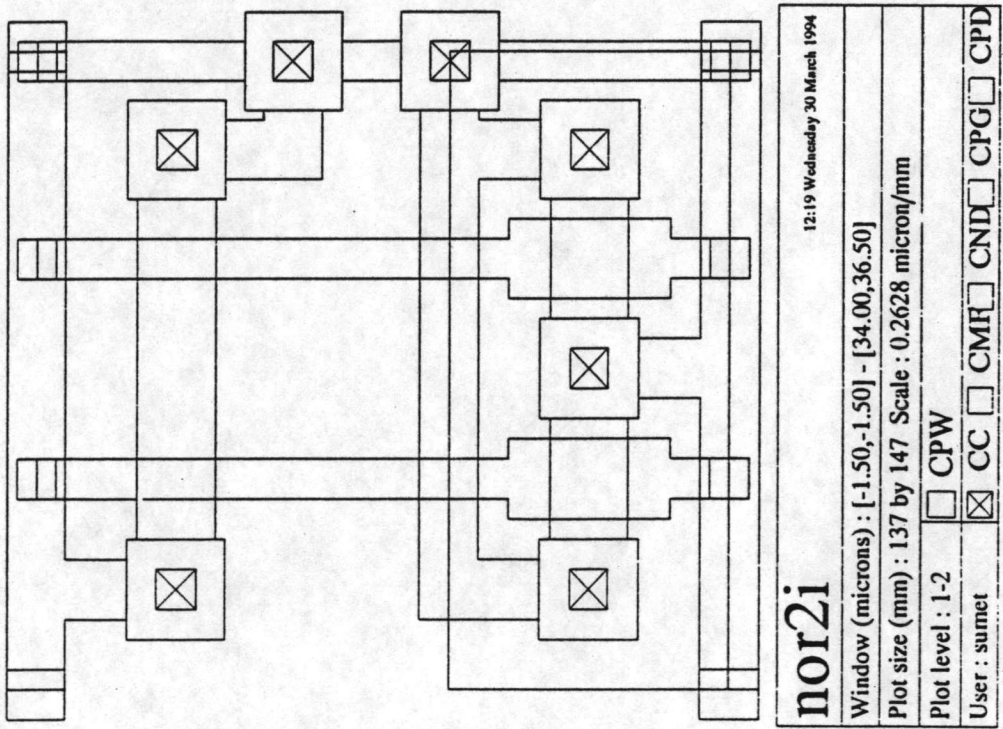 nor2i
12:19 Wednesday 30 March 1994
Window (microns) : [-1.50,-1.50] - [34.00,36.50]
Plot size (mm) : 137 by 147 Scale : 0.2628 micron/mm
Plot level : 1-2
CPW
User : sumet
CC
CMF
CND
CPG
CPD